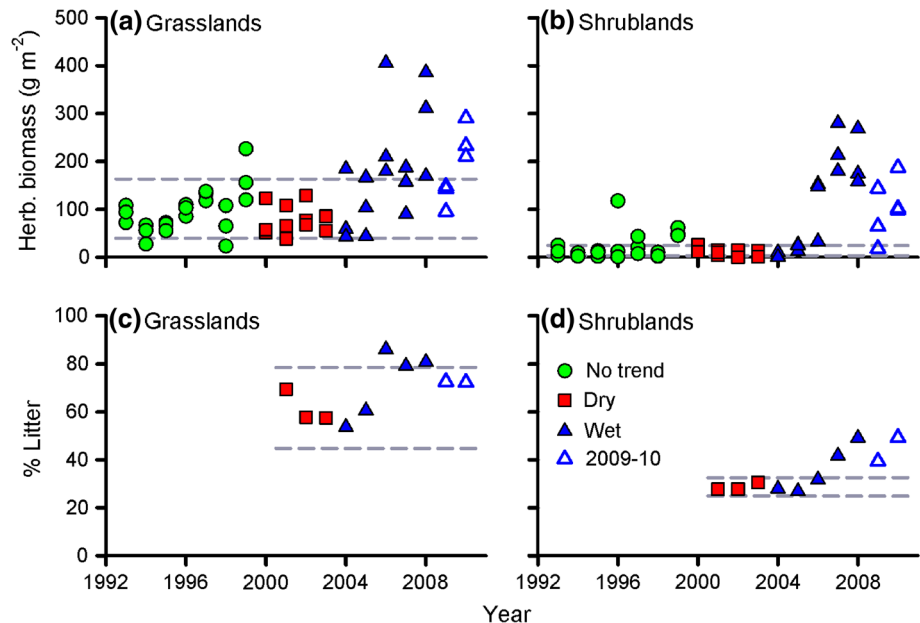 (a) Grasslands
(b) Shrublands
500
400
300
200
100
0
Herb. biomass (g m⁻²)
(c) Grasslands
(d) Shrublands
100
80
60
40
20
0
% Litter
No trend
Dry
Wet
2009-10
1992 1996 2000 2004 2008
1992 1996 2000 2004 2008
Year